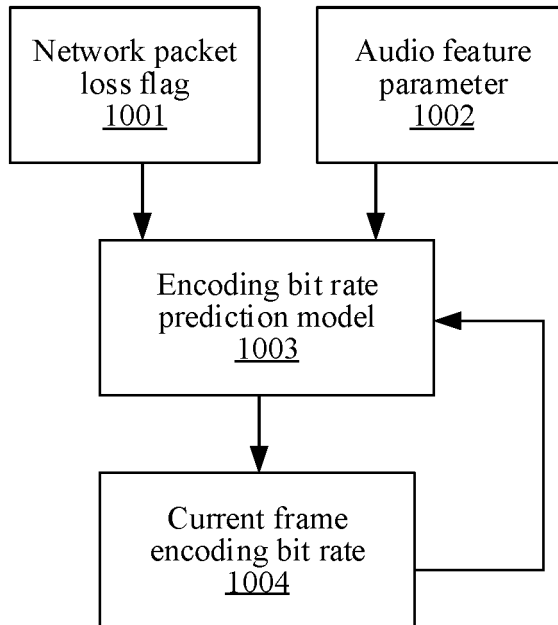 Network packet
loss flag
1001
Audio feature
parameter
1002
Encoding bit rate
prediction model
1003
Current frame
encoding bit rate
1004